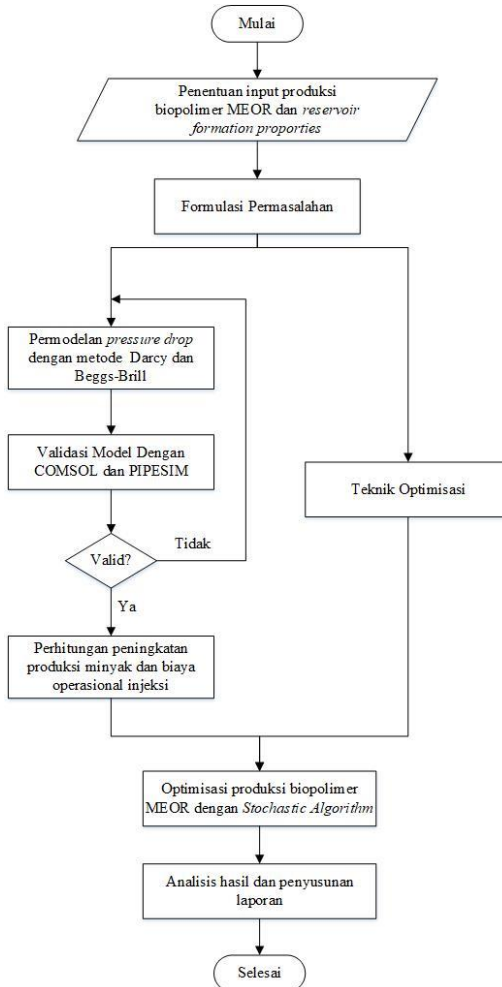 Mulai
Penentuan input produksi
biopolimer MEOR dan reservoir
formation proporties
Formulasi Permasalahan
Permodelan pressure drop
dengan metode Darcy dan
Beggs-Brill
Validasi Model Dengan
COMSOL dan PIPESIM
Teknik Optimisasi
Valid?
Tidak
Ya
Perhitungan peningkatan
produksi minyak dan biaya
operasional injeksi
Optimisasi produksi biopolimer
MEOR dengan Stochastic Algorithm
Analisis hasil dan penyusunan
laporan
Selesai